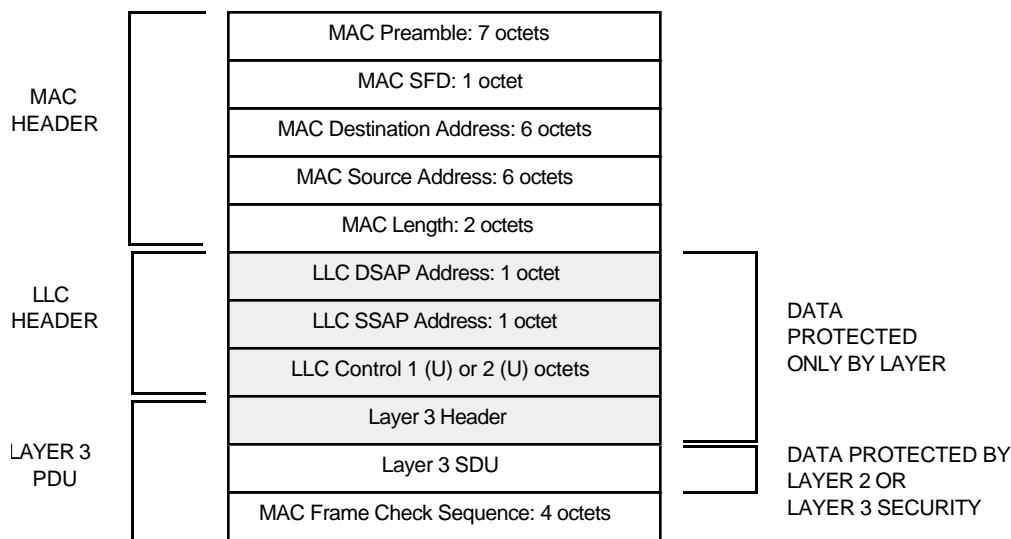 MAC Preamble: 7 octets
MAC SFD: 1 octet
MAC
HEADER
MAC Destination Address: 6 octets
MAC Source Address: 6 octets
MAC Length: 2 octets
LLC DSAP Address: 1 octet
LLC
HEADER
LLC SSAP Address: 1 octet
LLC Control 1 (U) or 2 (U) octets
DATA
PROTECTED
ONLY BY LAYER
Layer 3 Header
LAYER 3
PDU
Layer 3 SDU
DATA PROTECTED BY
LAYER 2 OR
LAYER 3 SECURITY
MAC Frame Check Sequence: 4 octets